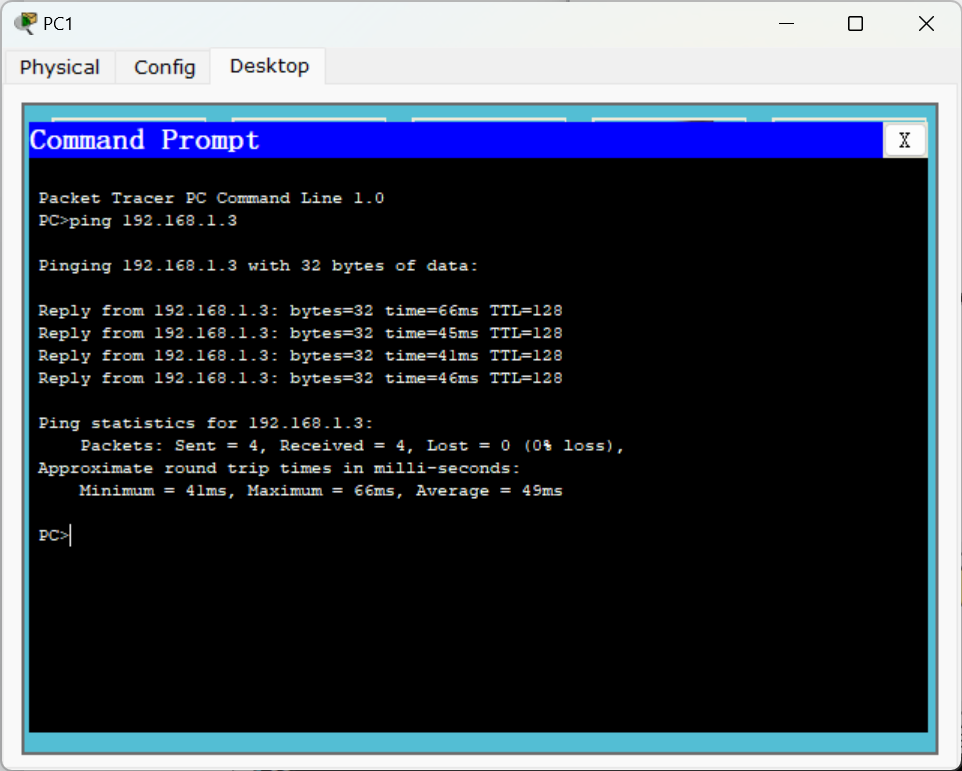 PC1
Physical Config Desktop
Command Prompt X
Packet Tracer PC Command Line 1.0
PC>ping 192.168.1.3
Pinging 192.168.1.3 with 32 bytes of data:
Reply from 192.168.1.3: bytes=32 time=66ms TTL=128
Reply from 192.168.1.3: bytes=32 time=45ms TTL=128
Reply from 192.168.1.3: bytes=32 time=41ms TTL=128
Reply from 192.168.1.3: bytes=32 time=46ms TTL=128
Ping statistics for 192.168.1.3:
Packets: Sent = 4, Received = 4, Lost = 0 (0% loss),
Approximate round trip times in milli-seconds:
Minimum = 41ms, Maximum = 66ms, Average = 49ms
PC>